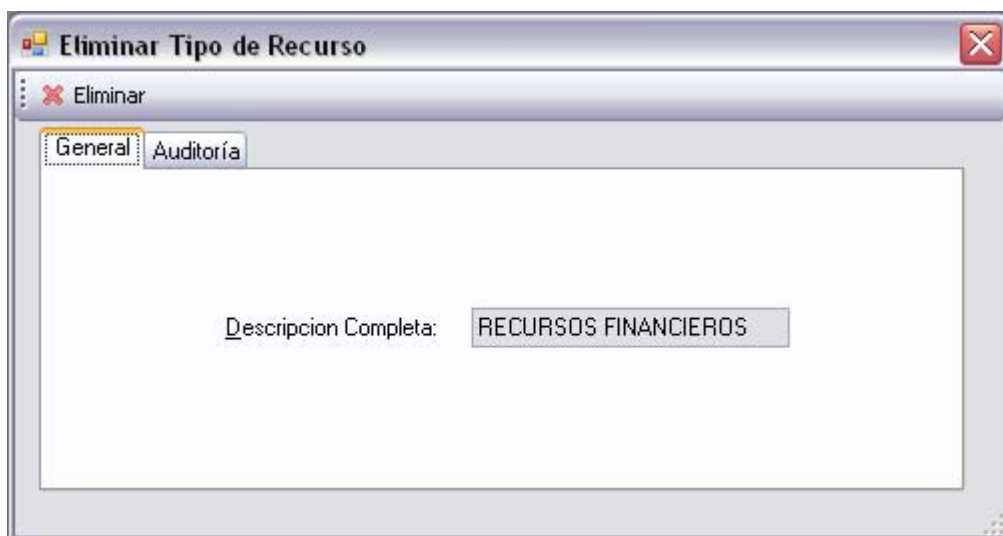 Eliminar Tipo de Recurso
Eliminar
General Auditoría
Descripcion Completa: RECURSOS FINANCIEROS